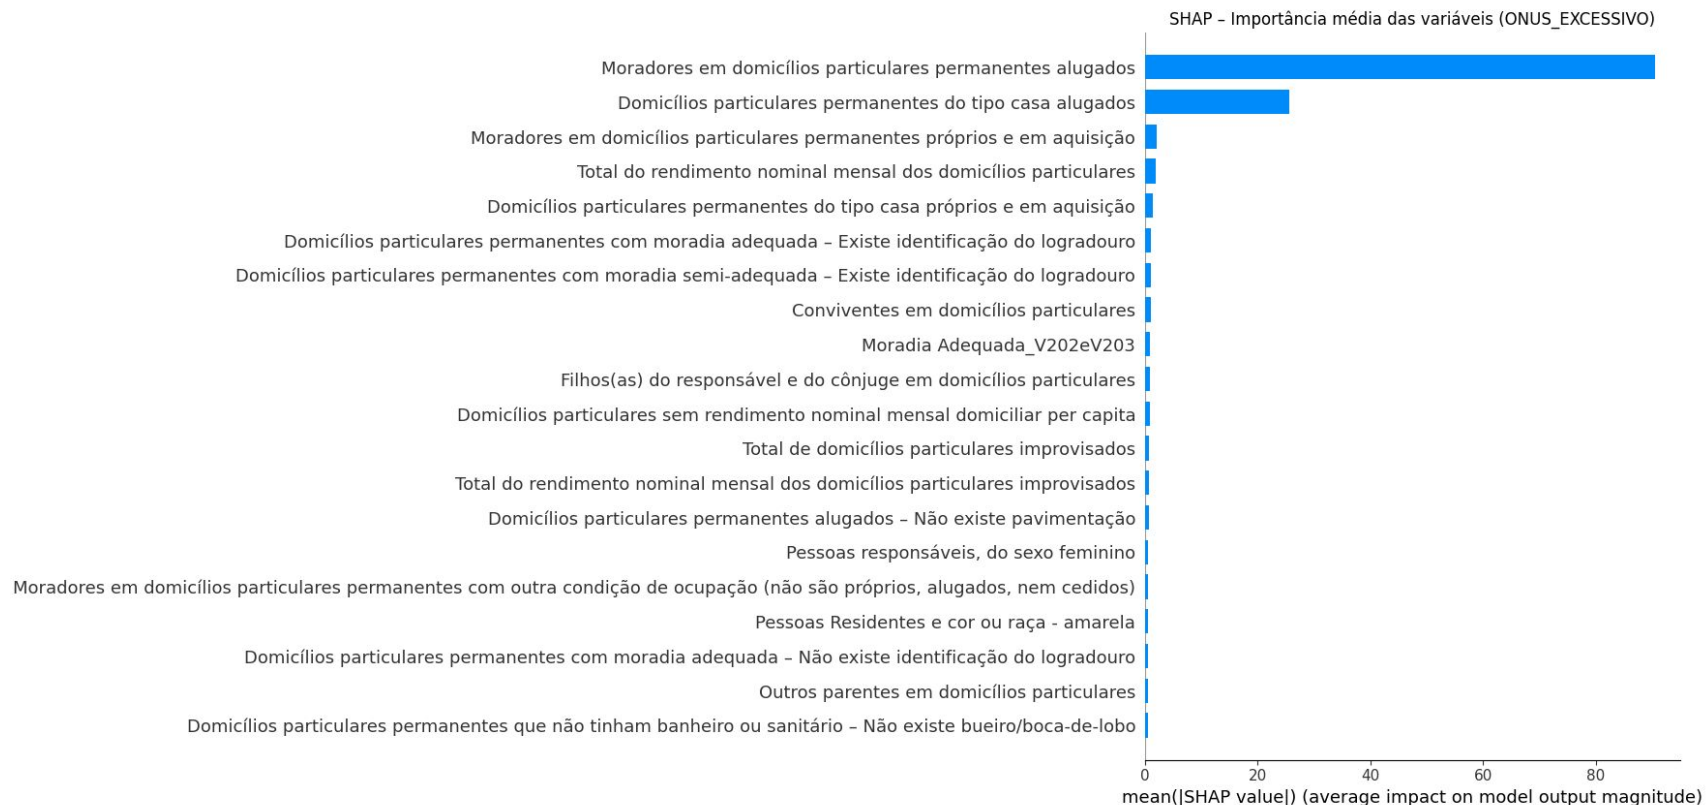 SHAP – Importância média das variáveis (ONUS_EXCESSIVO)
Moradores em domicílios particulares permanentes alugados
Domicílios particulares permanentes do tipo casa alugados
Moradores em domicílios particulares permanentes próprios e em aquisição
Total do rendimento nominal mensal dos domicílios particulares
Domicílios particulares permanentes do tipo casa próprios e em aquisição
Domicílios particulares permanentes com moradia adequada – Existe identificação do logradouro
Domicílios particulares permanentes com moradia semi-adequada – Existe identificação do logradouro
Conviventes em domicílios particulares
Moradia Adequada_V202eV203
Filhos(as) do responsável e do cônjuge em domicílios particulares
Domicílios particulares sem rendimento nominal mensal domiciliar per capita
Total de domicílios particulares improvisados
Total do rendimento nominal mensal dos domicílios particulares improvisados
Domicílios particulares permanentes alugados – Não existe pavimentação
Pessoas responsáveis, do sexo feminino
Moradores em domicílios particulares permanentes com outra condição de ocupação (não são próprios, alugados, nem cedidos)
Pessoas Residentes e cor ou raça - amarela
Domicílios particulares permanentes com moradia adequada – Não existe identificação do logradouro
Outros parentes em domicílios particulares
Domicílios particulares permanentes que não tinham banheiro ou sanitário – Não existe bueiro/boca-de-lobo
0 20 40 60 80
mean(|SHAP value|) (average impact on model output magnitude)